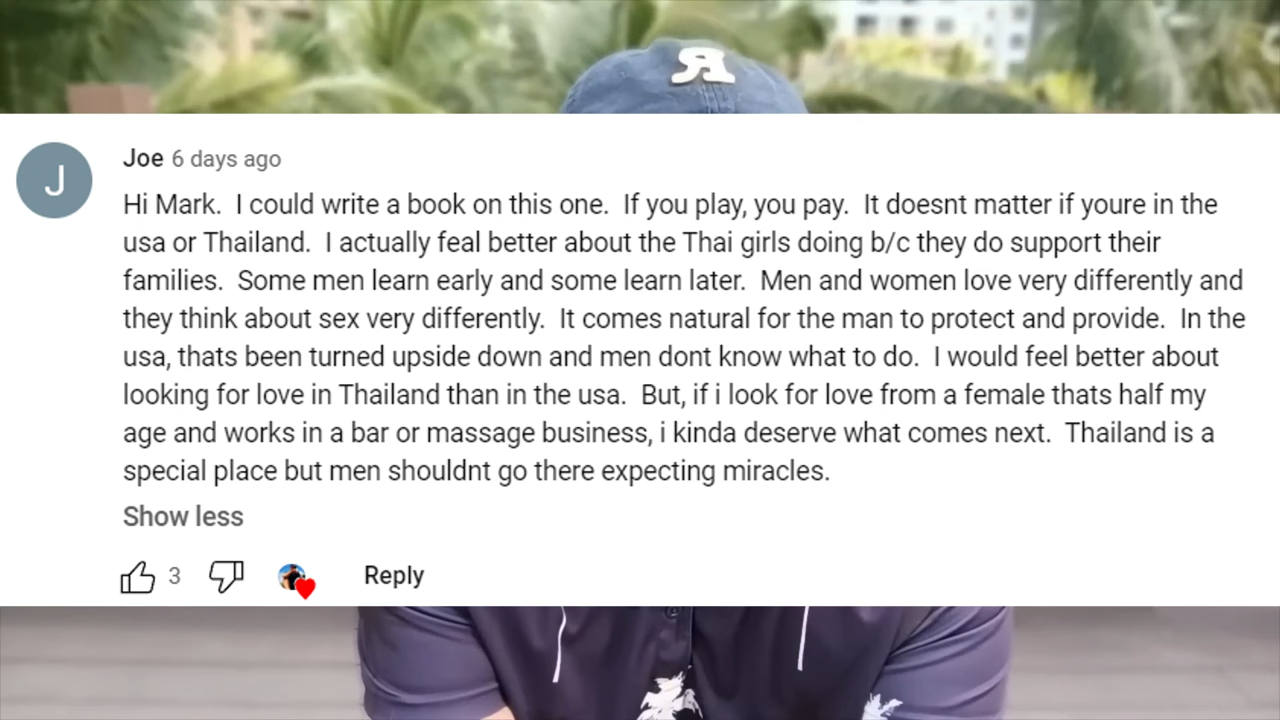 Я
J
Joe 6 days ago
Hi Mark.  I could write a book on this one.  If you play, you pay.  It doesnt matter if youre in the
usa or Thailand.  I actually feal better about the Thai girls doing b/c they do support their
families.  Some men learn early and some learn later.  Men and women love very differently and
they think about sex very differently.  It comes natural for the man to protect and provide.  In the
usa, thats been turned upside down and men dont know what to do.  I would feel better about
looking for love in Thailand than in the usa.  But, if i look for love from a female thats half my
age and works in a bar or massage business, i kinda deserve what comes next.  Thailand is a
special place but men shouldnt go there expecting miracles.
Show less
3 Reply